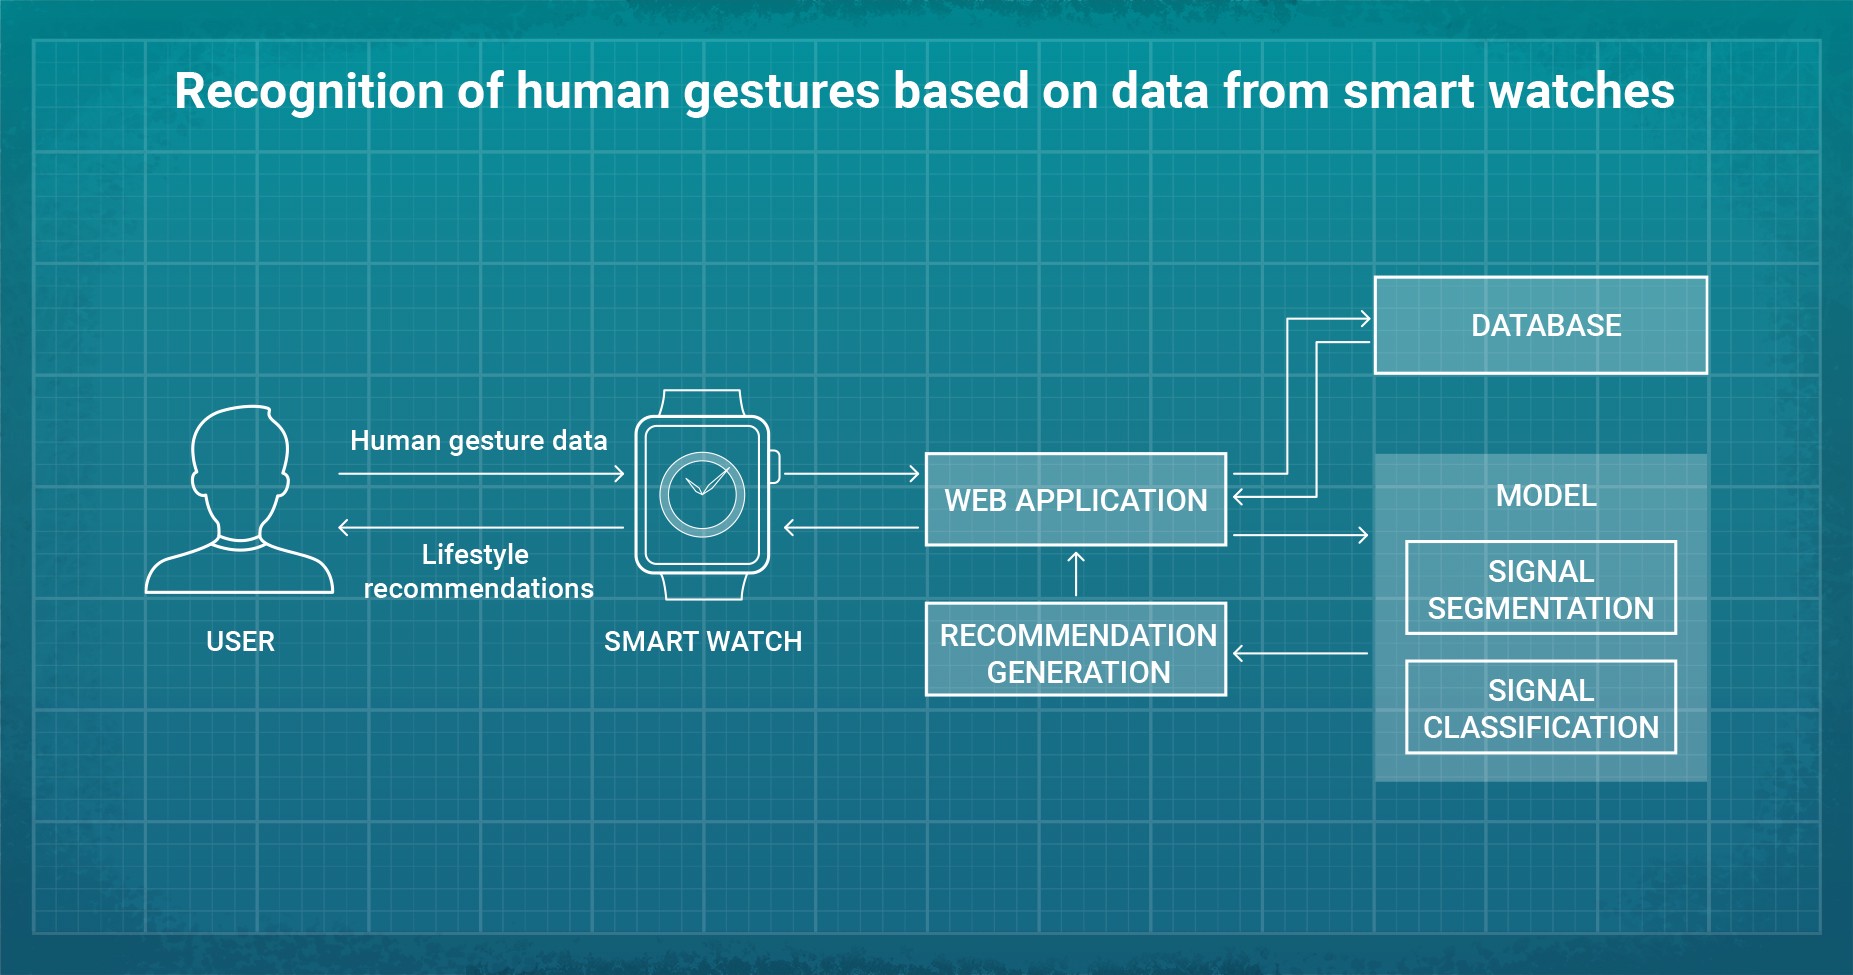 Recognition of human gestures based on data from smart watches
Human gesture data
Lifestyle
recommendations
USER
SMART WATCH
WEB APPLICATION
RECOMMENDATION
GENERATION
DATABASE
MODEL
SIGNAL
SEGMENTATION
SIGNAL
CLASSIFICATION